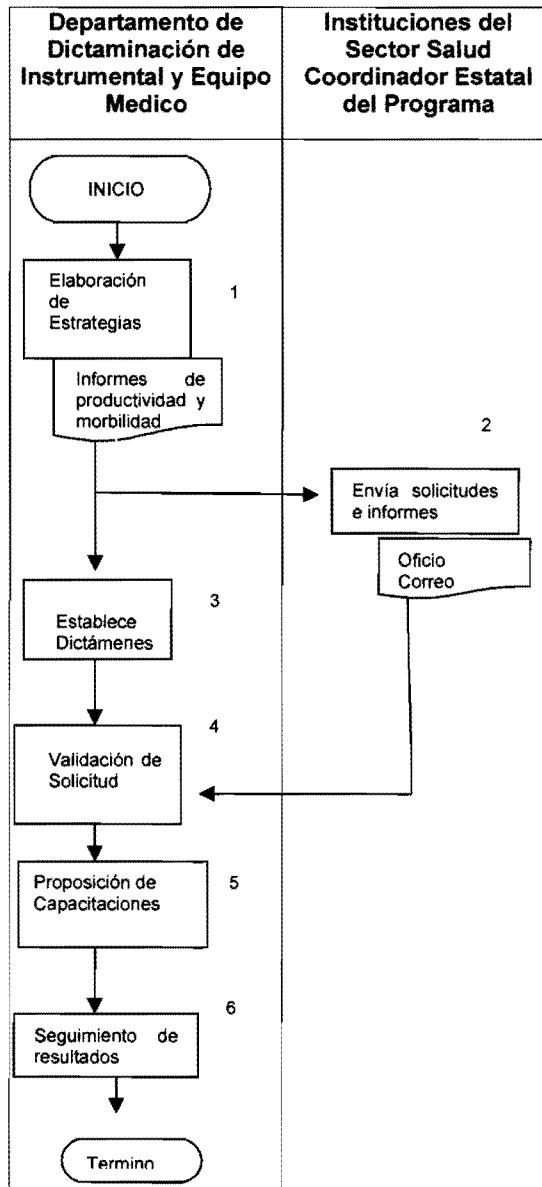 Departamento de
Dictaminación de
Instrumental y Equipo
Medico
Instituciones del
Sector Salud
Coordinador Estatal
del Programa
INICIO
Elaboración
de
Estrategias
1
Informes de
productividad y
morbilidad
2
Envía solicitudes
e informes
Oficio
Correo
3
Establece
Dictámenes
4
Validación de
Solicitud
Proposición de
Capacitaciones
5
6
Seguimiento de
resultados
Termino